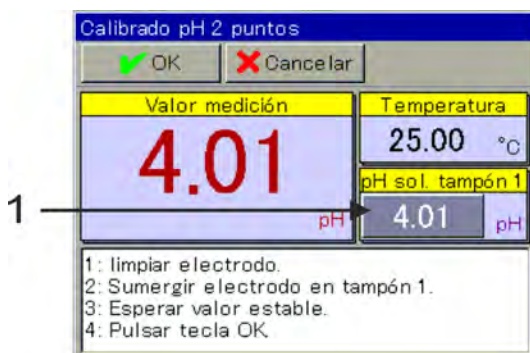 Calibrado pH 2 puntos
OK Cancelar
Valor medición Temperatura
4.01 pH 25.00 °C
pH sol. tampón 1
1 4.01 pH
1: limpiar electrodo.
2: Sumergir electrodo en tampón 1.
3: Esperar valor estable.
4: Pulsar tecla OK